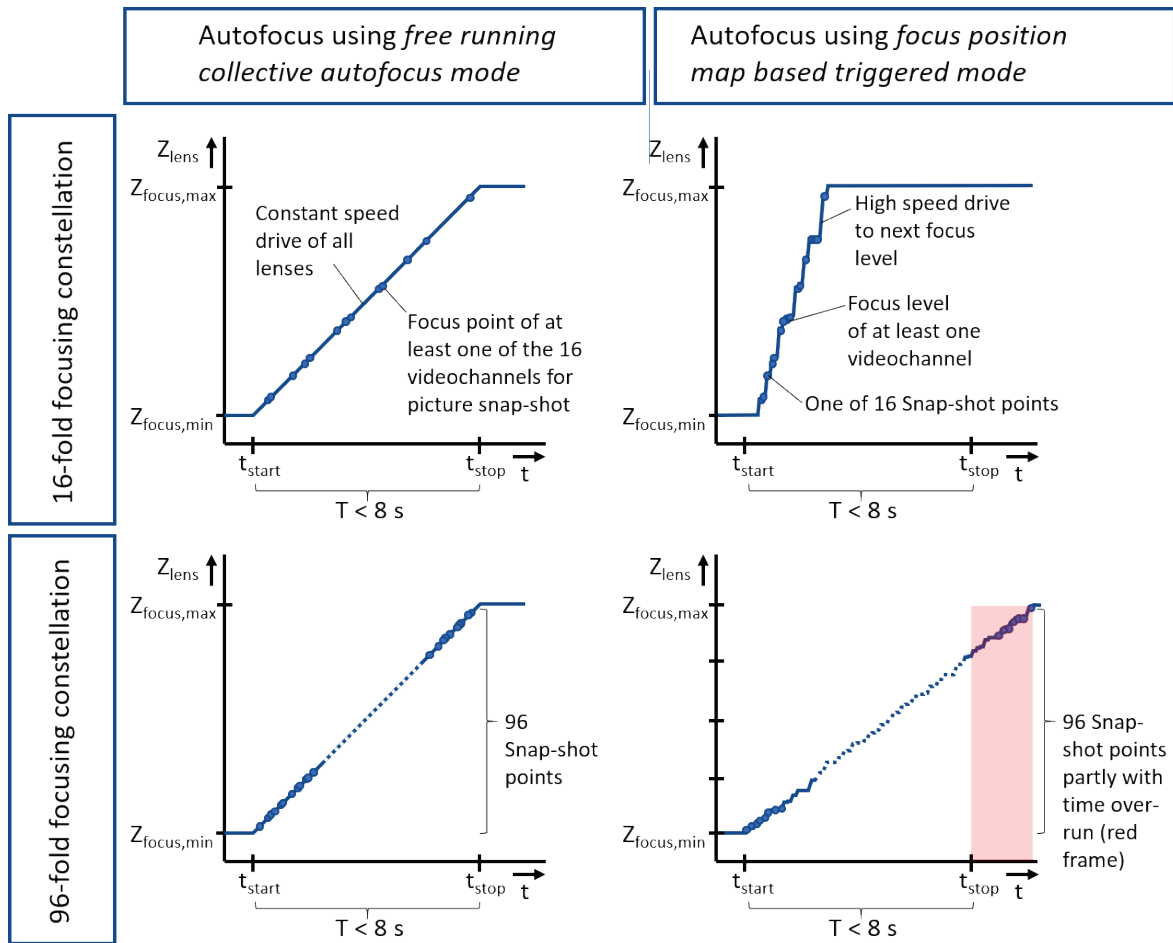 Autofocus using free running
collective autofocus mode
Autofocus using focus position
map based triggered mode
16-fold focusing constellation
Zlens
Zfocus,max
Constant speed
drive of all
lenses
Focus point of at
least one of the 16
videochannels for
picture snap-shot
Zfocus,min
tstart
tstop
t
T < 8 s
Zlens
Zfocus,max
High speed drive
to next focus
level
Focus level
of at least one
videochannel
One of 16 Snap-shot points
Zfocus,min
tstart
tstop
t
T < 8 s
96-fold focusing constellation
Zlens
Zfocus,max
96
Snap-shot
points
Zfocus,min
tstart
tstop
t
T < 8 s
Zlens
Zfocus,max
96 Snap-
shot points
partly with
time over-
run (red
frame)
Zfocus,min
tstart
tstop
t
T < 8 s